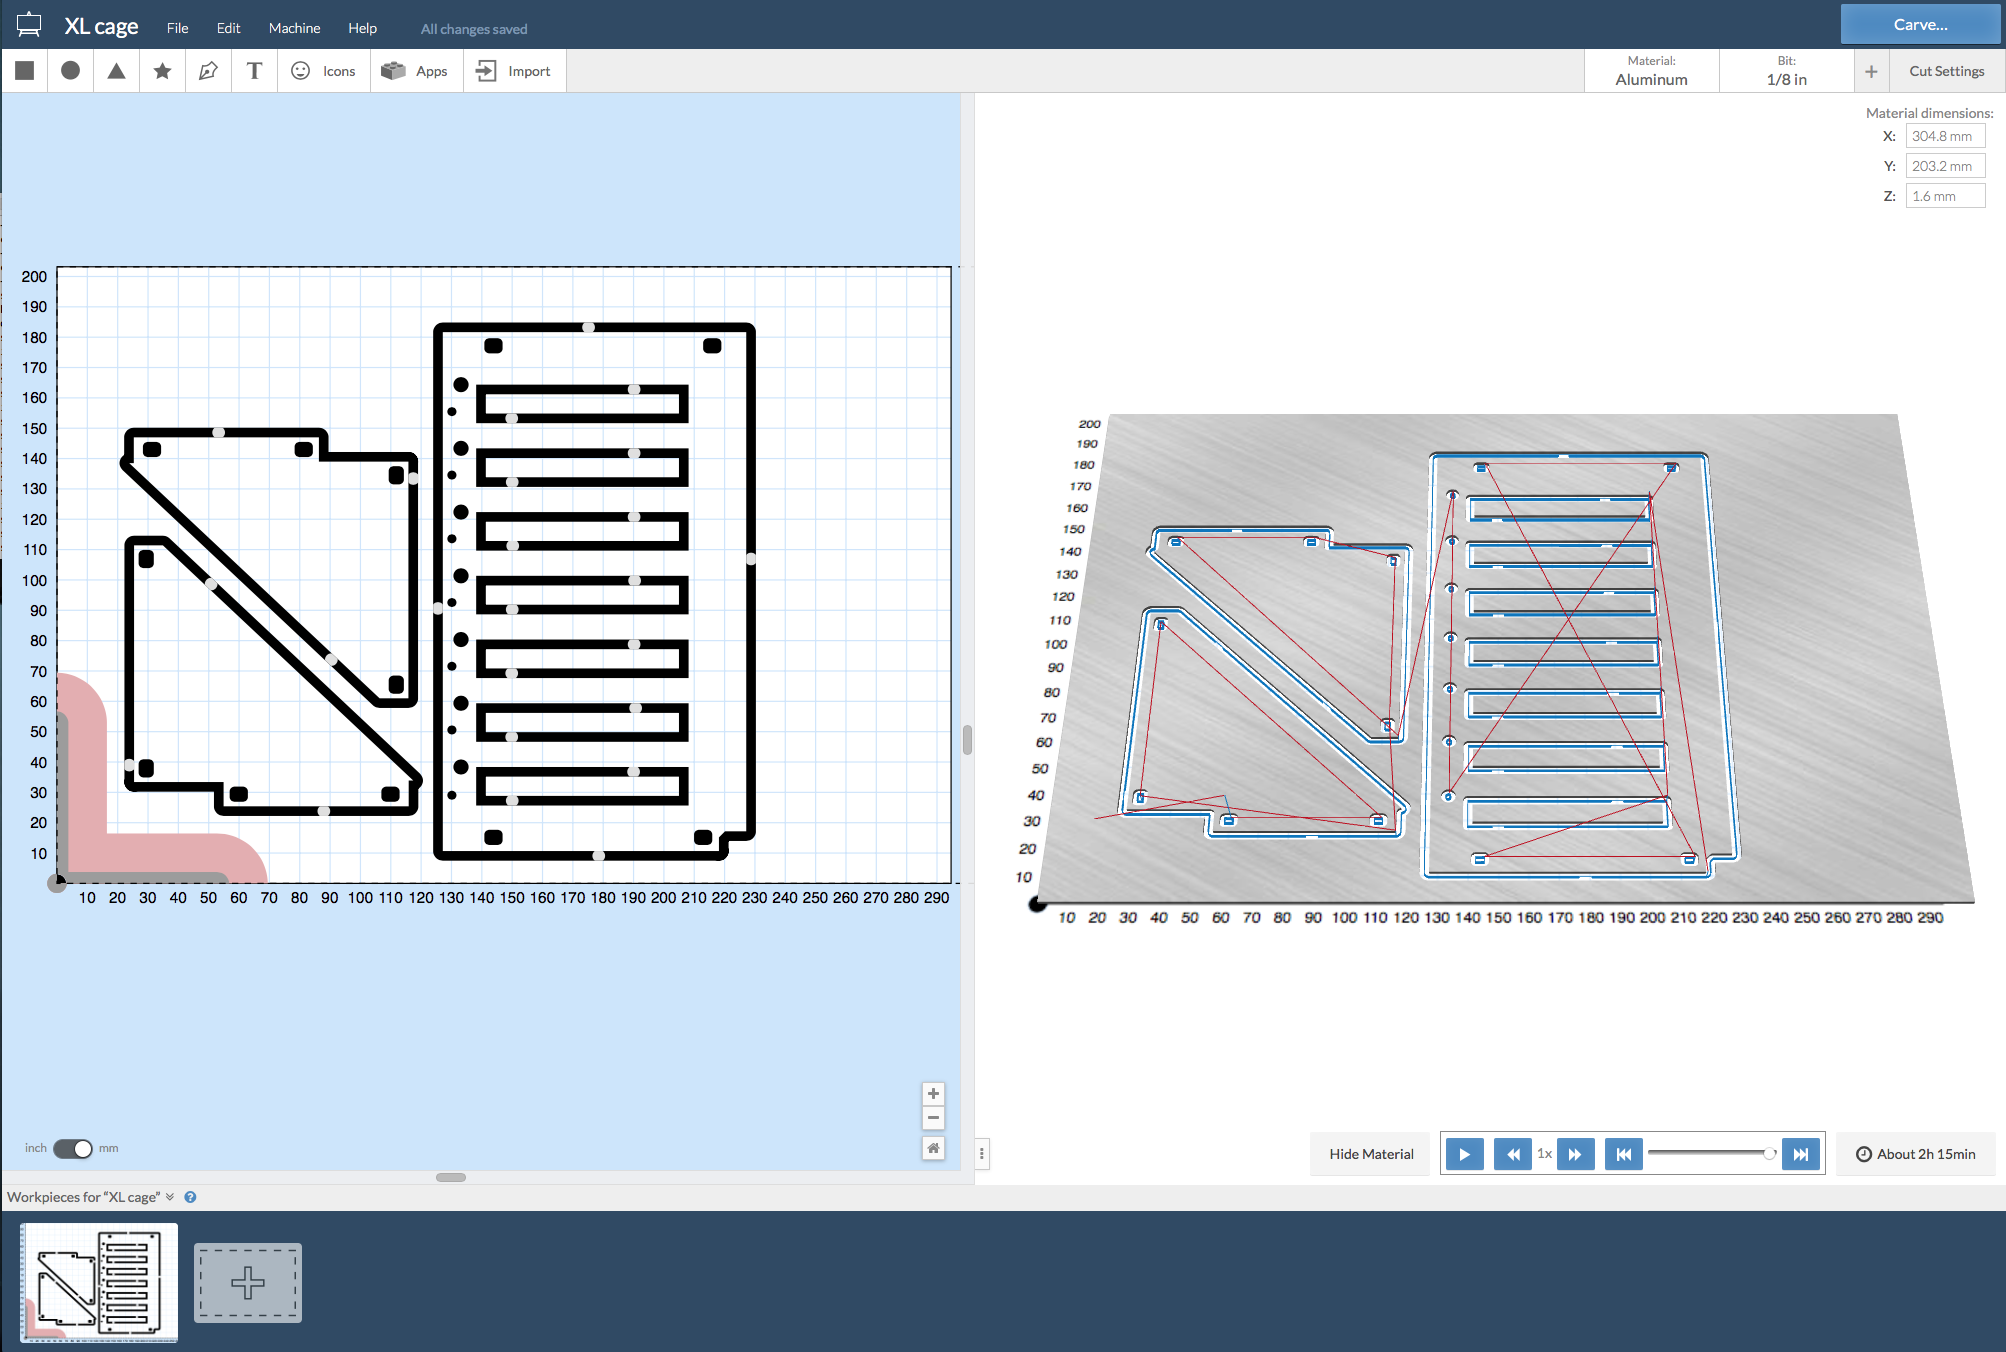 XL cage File Edit Machine Help All changes saved Carve...
T Icons Apps Import
Material: Aluminum
Bit: 1/8 in
+ Cut Settings
Material dimensions:
X: 304.8 mm
Y: 203.2 mm
Z: 1.6 mm
200
190
180
170
160
150
140
130
120
110
100
90
80
70
60
50
40
30
20
10
10 20 30 40 50 60 70 80 90 100 110 120 130 140 150 160 170 180 190 200 210 220 230 240 250 260 270 280 290
200
190
180
170
160
150
140
130
120
110
100
90
80
70
60
50
40
30
20
10
10 20 30 40 50 60 70 80 90 100 110 120 130 140 150 160 170 180 190 200 210 220 230 240 250 260 270 280 290
inch mm
Hide Material 1x About 2h 15min
Workpieces for "XL cage" ?